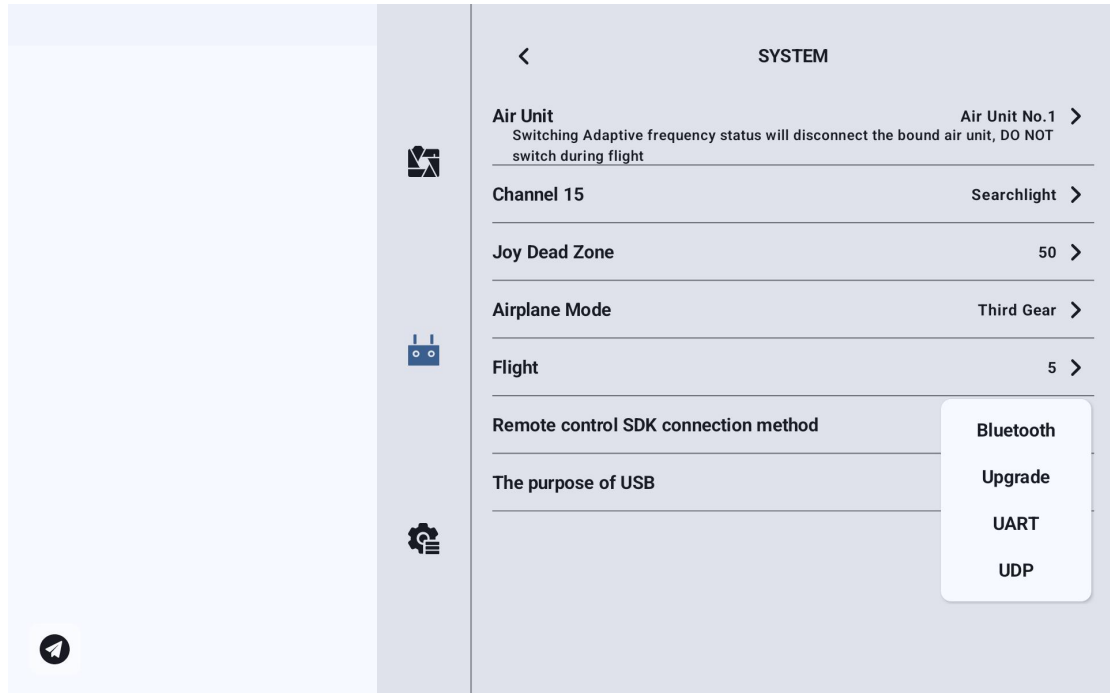 SYSTEM
Air Unit
Air Unit No.1
Switching Adaptive frequency status will disconnect the bound air unit, DO NOT
switch during flight
Channel 15
Searchlight
Joy Dead Zone
50
Airplane Mode
Third Gear
Flight
5
Remote control SDK connection method
The purpose of USB
Bluetooth
Upgrade
UART
UDP